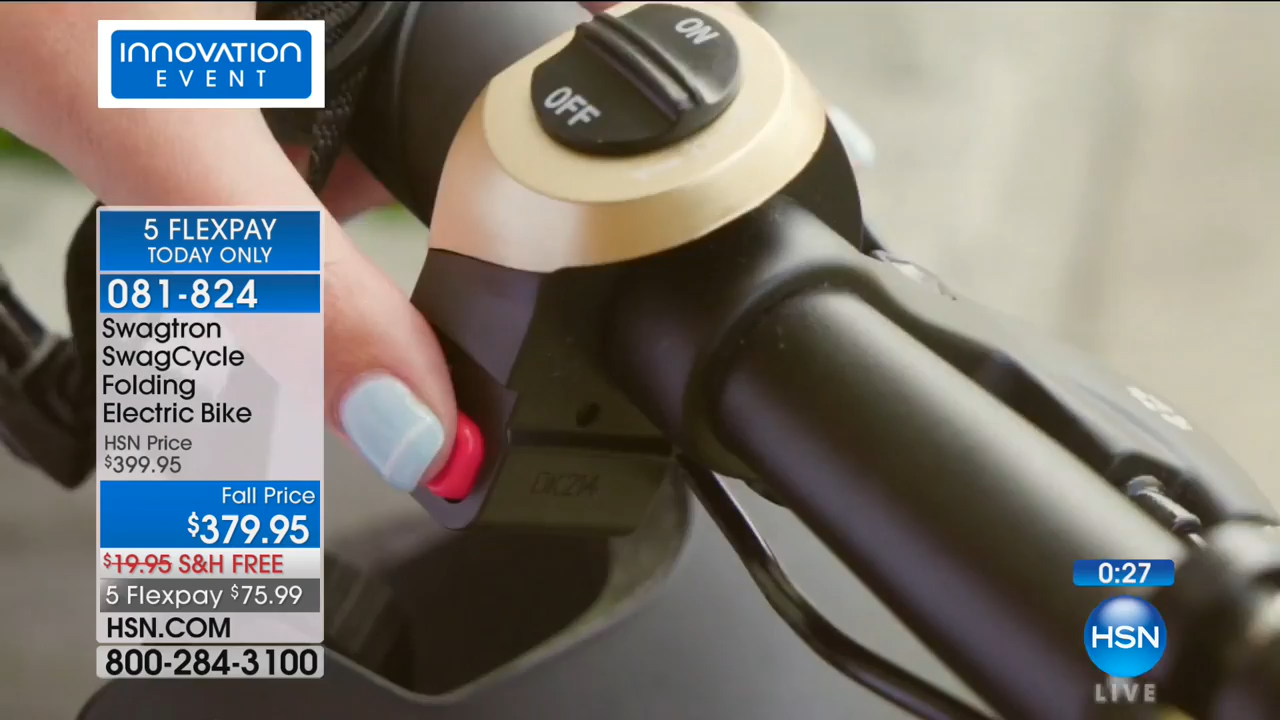 INNOVATION
EVENT
5 FLEXPAY
TODAY ONLY
081-824
Swagtron
SwagCycle
Folding
Electric Bike
HSN Price
$399.95
Fall Price
$379.95
$19.95 S&H FREE
5 Flexpay $75.99
HSN.COM
800-284-3100
ON
OFF
0:27
HSN
LIVE